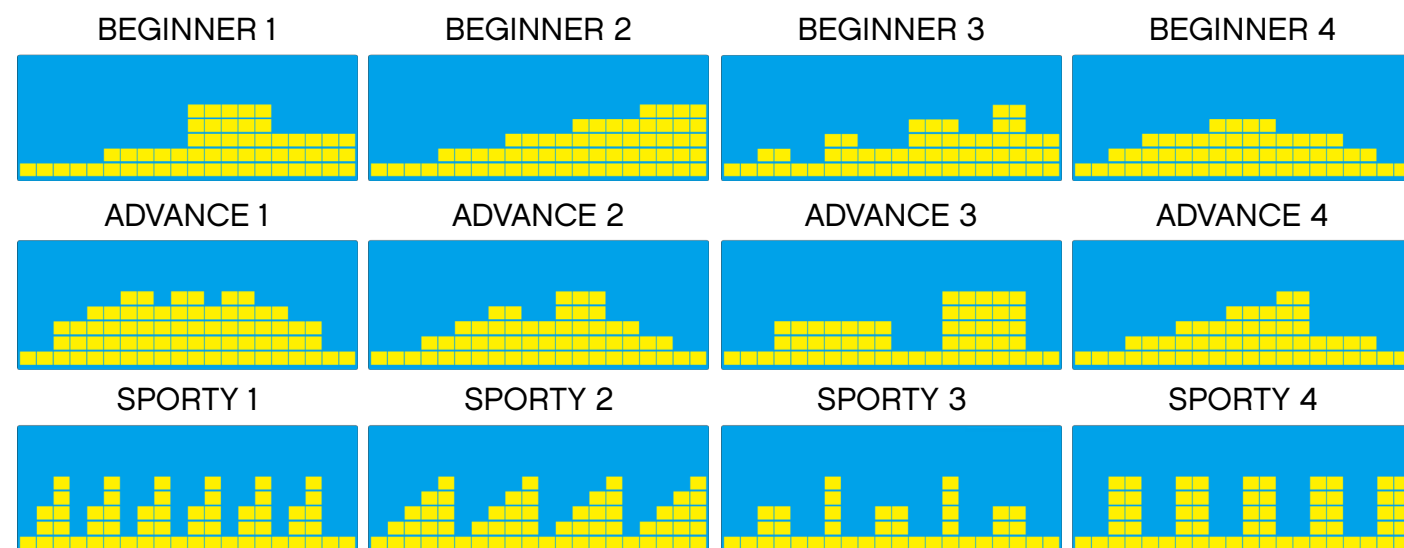 BEGINNER 1 BEGINNER 2 BEGINNER 3 BEGINNER 4
ADVANCE 1 ADVANCE 2 ADVANCE 3 ADVANCE 4
SPORTY 1 SPORTY 2 SPORTY 3 SPORTY 4